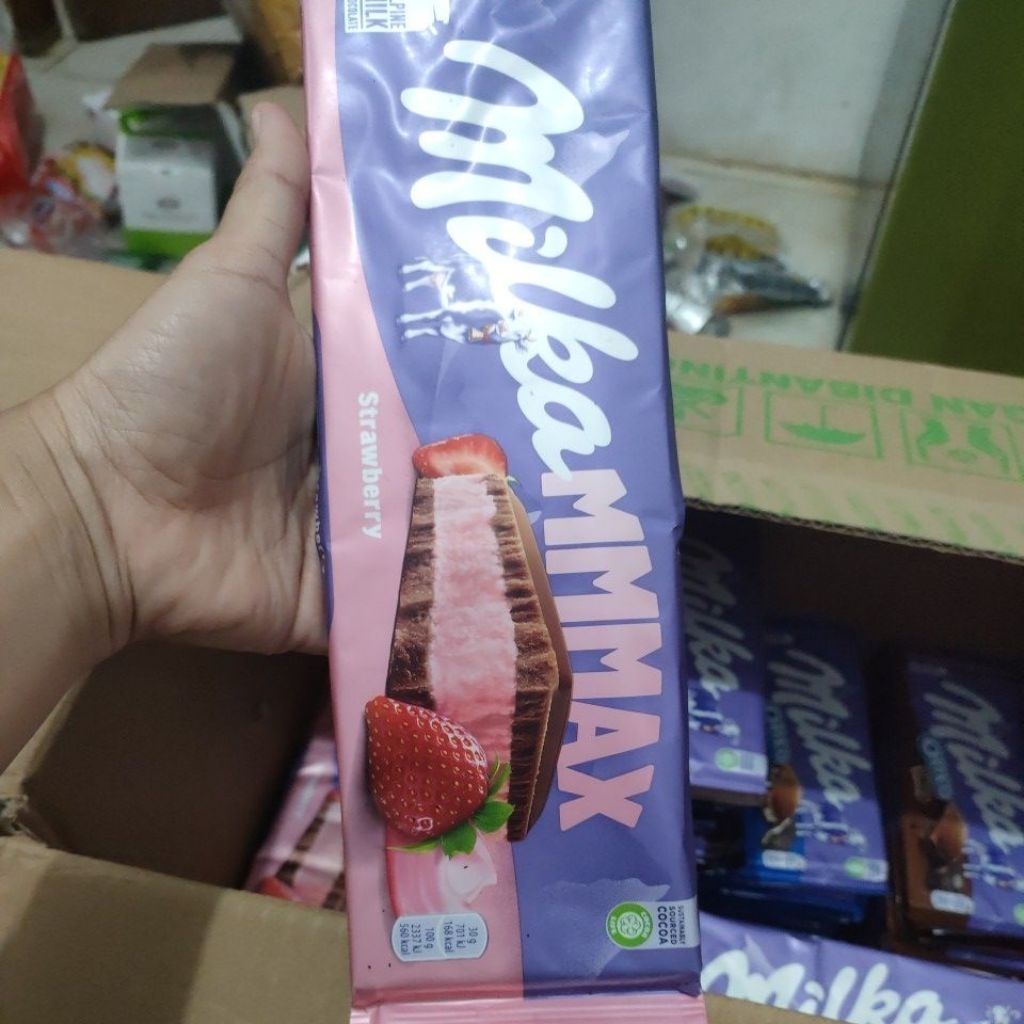 ALPINE
MILK
CHOCOLATE
Milka
MMMAX
Strawberry
30 g
701 kJ
168 kcal
100 g
2337 kJ
560 kcal
SUSTAINABLY
SOURCED
COCOA
Milka
Milka
Milka
Milka